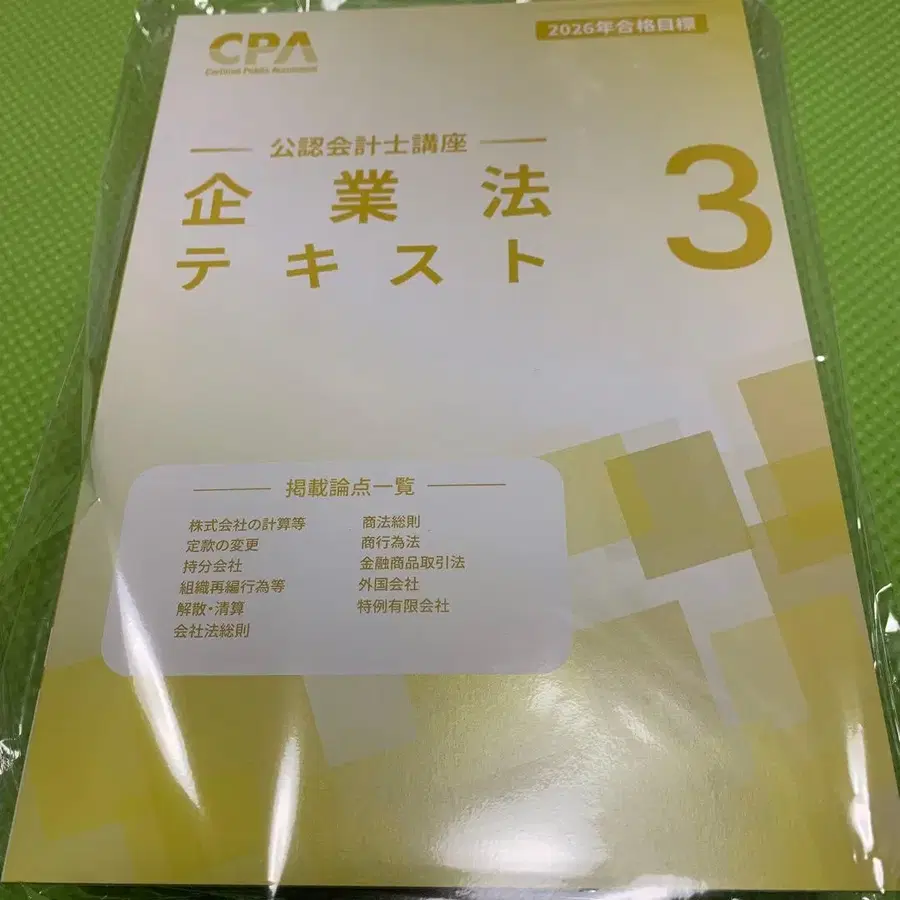 CPA
Certified Public Accountant
2026年合格目標
公認会計士講座
企業法
テキスト
3
掲載論点一覧
株式会社の計算等
定款の変更
持分会社
組織再編行為等
解散・清算
会社法総則
商法総則
商行為法
金融商品取引法
外国会社
特例有限会社